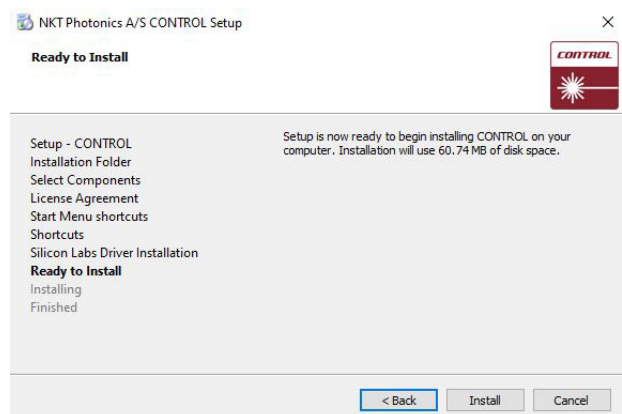 NKT Photonics A/S CONTROL Setup
Ready to Install
CONTROL
Setup - CONTROL
Installation Folder
Select Components
License Agreement
Start Menu shortcuts
Shortcuts
Silicon Labs Driver Installation
Ready to Install
Installing
Finished
Setup is now ready to begin installing CONTROL on your
computer. Installation will use 60.74 MB of disk space.
< Back
Install
Cancel